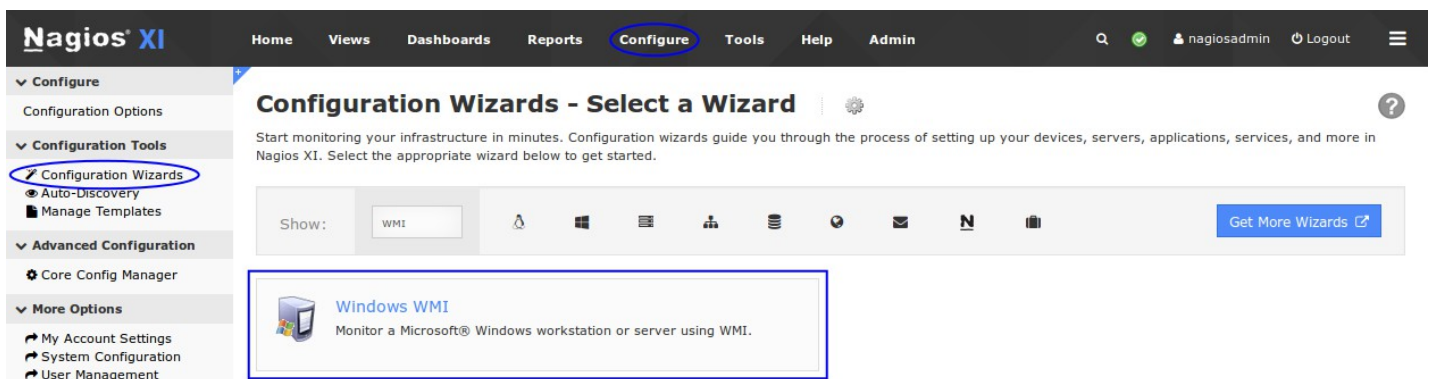 Nagios® XI
Home Views Dashboards Reports Configure Tools Help Admin
nagiosadmin Logout
Configure
Configuration Options
Configuration Tools
Configuration Wizards
Auto-Discovery
Manage Templates
Advanced Configuration
Core Config Manager
More Options
My Account Settings
System Configuration
User Management
Configuration Wizards - Select a Wizard
Start monitoring your infrastructure in minutes. Configuration wizards guide you through the process of setting up your devices, servers, applications, services, and more in
Nagios XI. Select the appropriate wizard below to get started.
Show: WMI N Get More Wizards
Windows WMI
Monitor a Microsoft® Windows workstation or server using WMI.